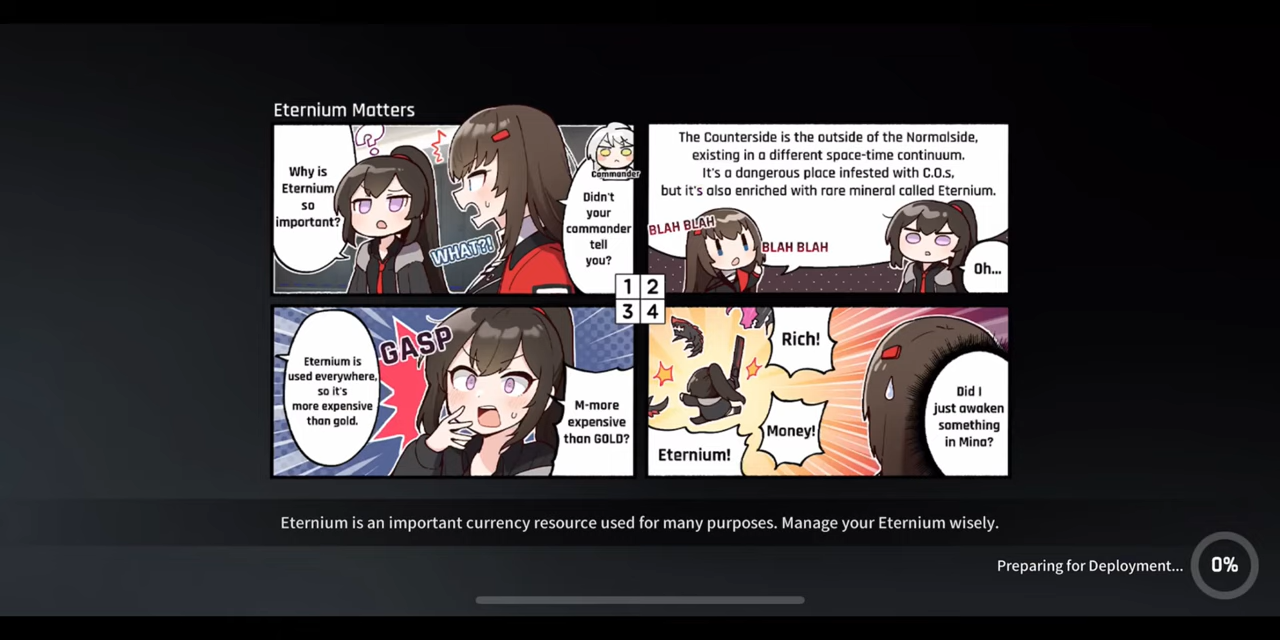 Eternium Matters
Why is
Eternium
so
important?
WHAT?!
Commander
Didn't
your
commander
tell
you?
The Counterside is the outside of the Normalside,
existing in a different space-time continuum.
It's a dangerous place infested with C.O.s,
but it's also enriched with rare mineral called Eternium.
BLAH BLAH
BLAH BLAH
Oh...
1 2
3 4
Eternium is
used everywhere,
so it's
more expensive
than gold.
GASP
M-more
expensive
than GOLD?
Rich!
Money!
Eternium!
Did I
just awaken
something
in Mina?
Eternium is an important currency resource used for many purposes. Manage your Eternium wisely.
Preparing for Deployment...
0%